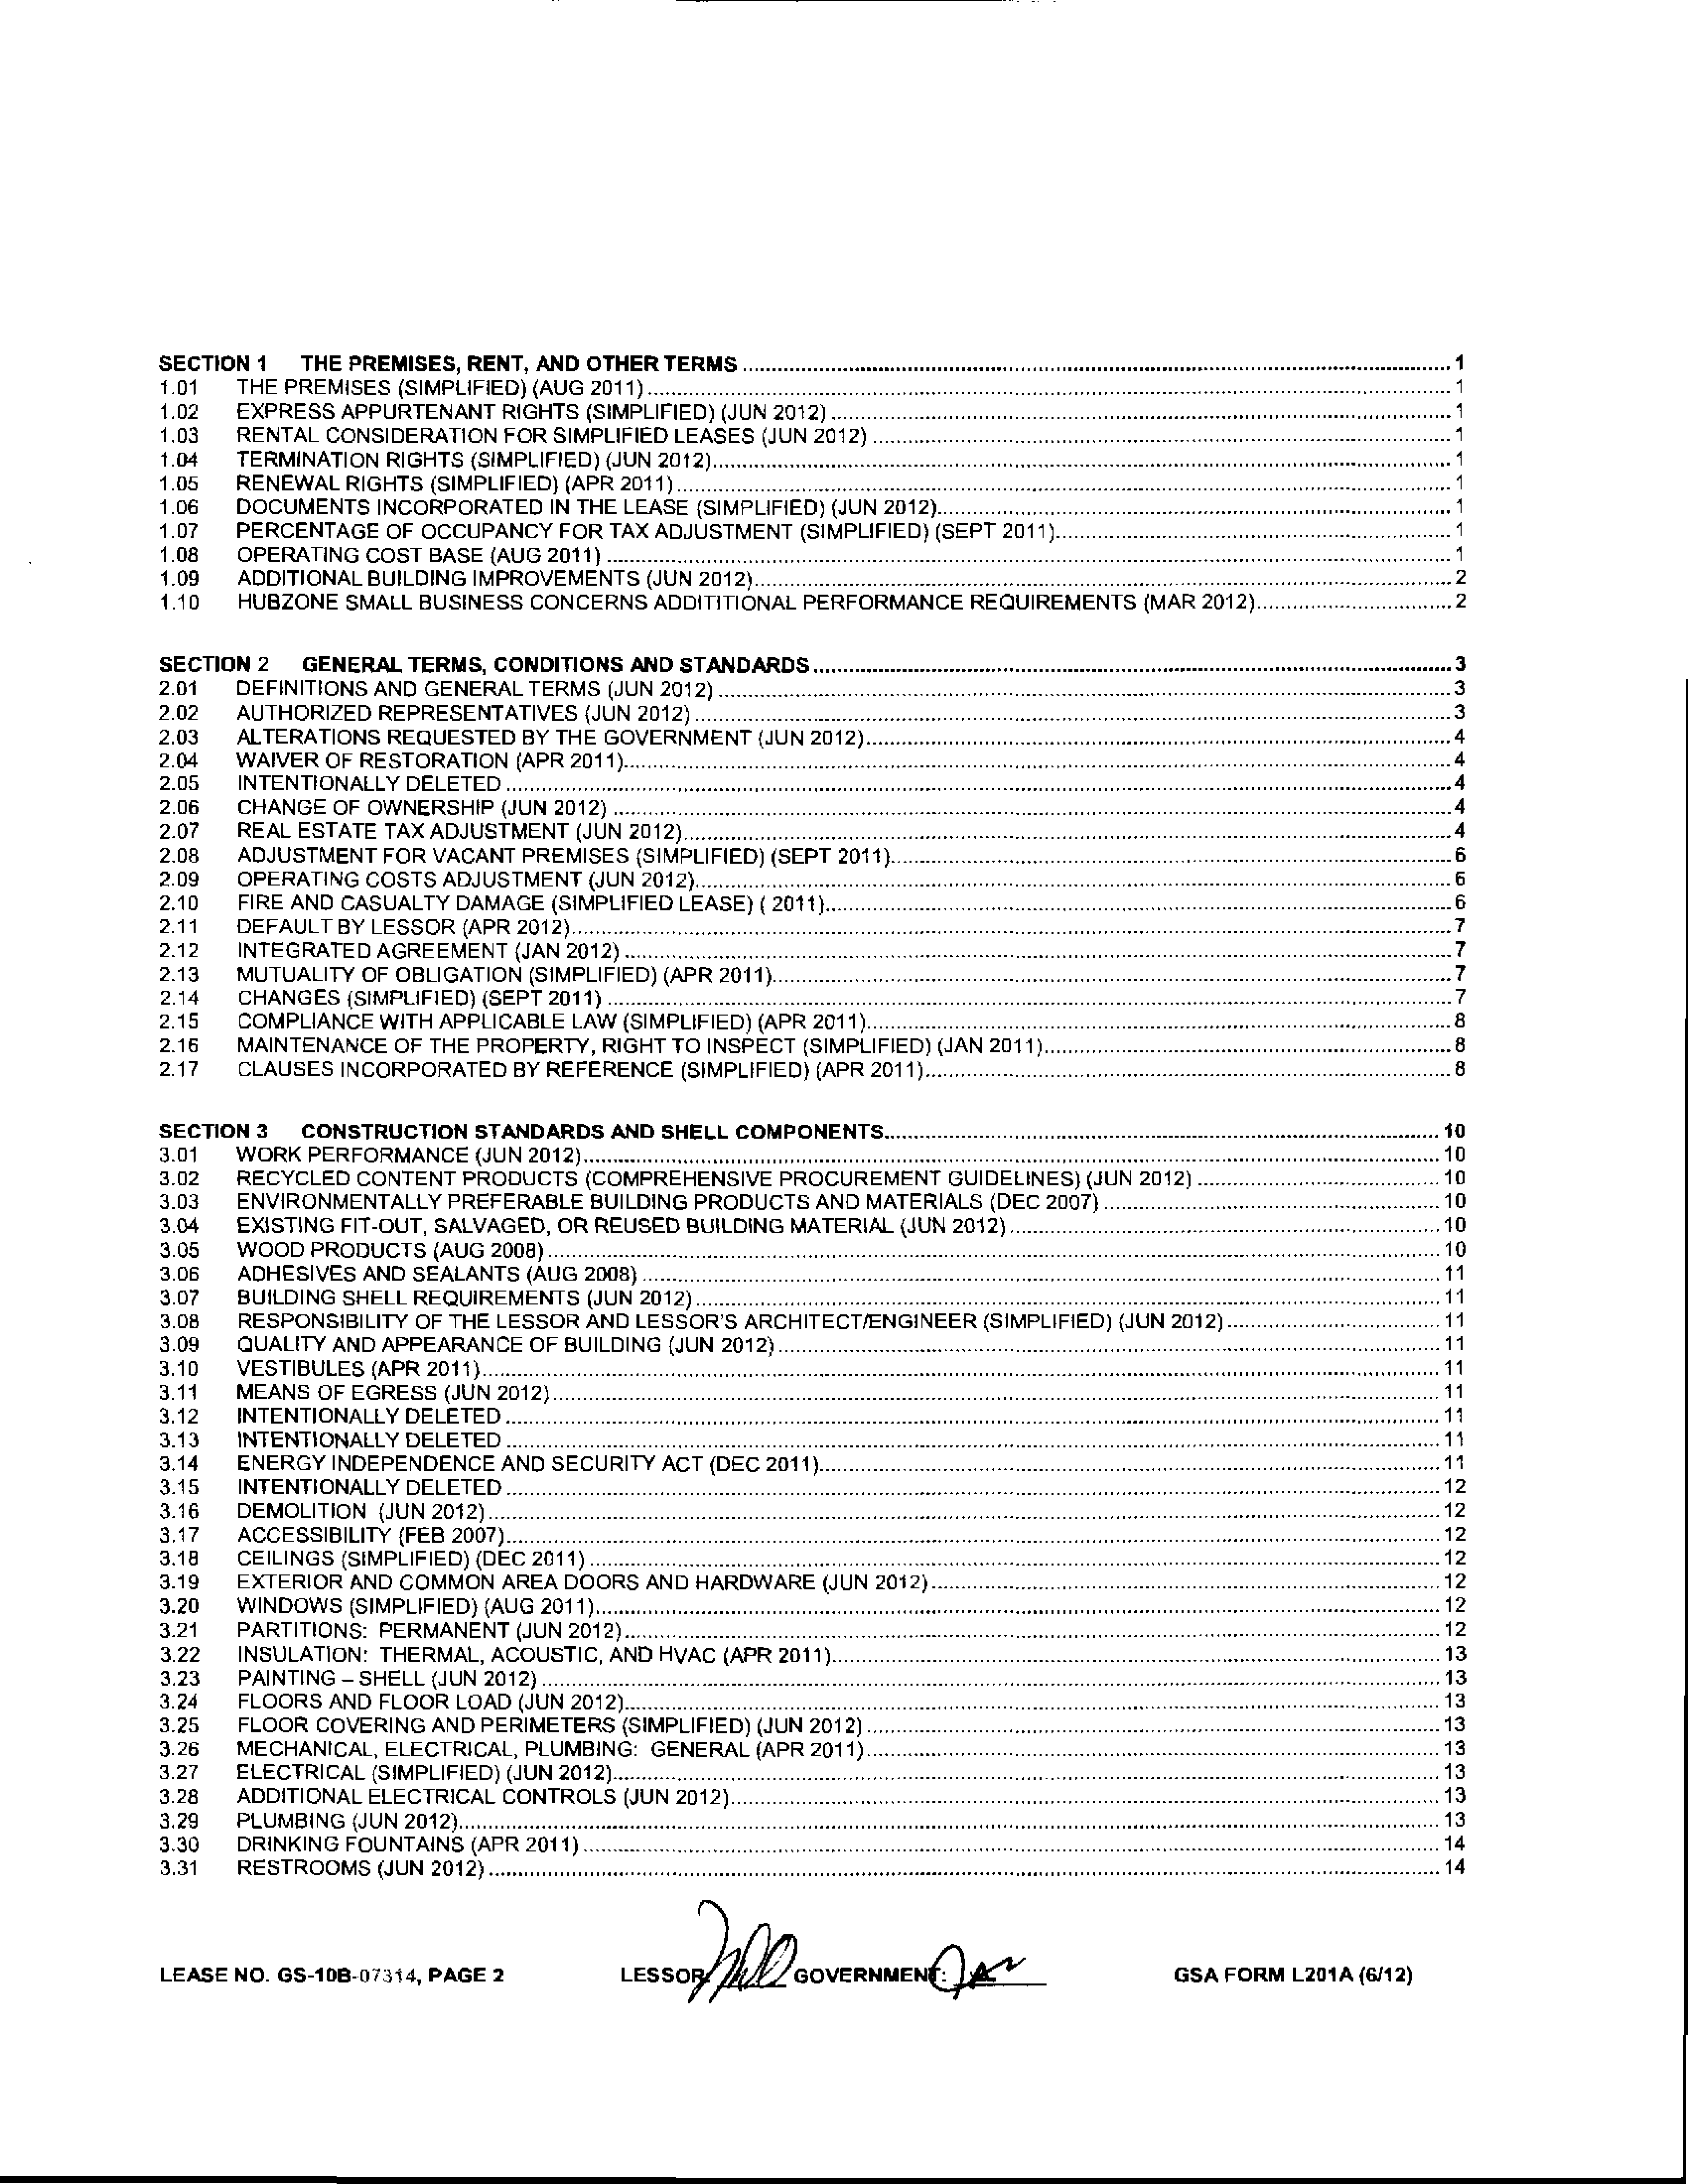 SECTION 1 THE PREMISES, RENT, AND OTHER TERMS 1
1.01 THE PREMISES (SIMPLIFIED) (AUG 2011) 1
1.02 EXPRESS APPURTENANT RIGHTS (SIMPLIFIED) (JUN 2012) 1
1.03 RENTAL CONSIDERATION FOR SIMPLIFIED LEASES (JUN 2012) 1
1.04 TERMINATION RIGHTS (SIMPLIFIED) (JUN 2012) 1
1.05 RENEWAL RIGHTS (SIMPLIFIED) (APR 2011) 1
1.06 DOCUMENTS INCORPORATED IN THE LEASE (SIMPLIFIED) (JUN 2012) 1
1.07 PERCENTAGE OF OCCUPANCY FOR TAX ADJUSTMENT (SIMPLIFIED) (SEPT 2011) 1
1.08 OPERATING COST BASE (AUG 2011) 1
1.09 ADDITIONAL BUILDING IMPROVEMENTS (JUN 2012) 2
1.10 HUBZONE SMALL BUSINESS CONCERNS ADDITITIONAL PERFORMANCE REQUIREMENTS (MAR 2012) 2
SECTION 2 GENERAL TERMS, CONDITIONS AND STANDARDS 3
2.01 DEFINITIONS AND GENERAL TERMS (JUN 2012) 3
2.02 AUTHORIZED REPRESENTATIVES (JUN 2012) 3
2.03 ALTERATIONS REQUESTED BY THE GOVERNMENT (JUN 2012) 4
2.04 WAIVER OF RESTORATION (APR 2011) 4
2.05 INTENTIONALLY DELETED 4
2.06 CHANGE OF OWNERSHIP (JUN 2012) 4
2.07 REAL ESTATE TAX ADJUSTMENT (JUN 2012) 4
2.08 ADJUSTMENT FOR VACANT PREMISES (SIMPLIFIED) (SEPT 2011) 6
2.09 OPERATING COSTS ADJUSTMENT (JUN 2012) 6
2.10 FIRE AND CASUALTY DAMAGE (SIMPLIFIED LEASE) ( 2011) 6
2.11 DEFAULT BY LESSOR (APR 2012) 7
2.12 INTEGRATED AGREEMENT (JAN 2012) 7
2.13 MUTUALITY OF OBLIGATION (SIMPLIFIED) (APR 2011) 7
2.14 CHANGES (SIMPLIFIED) (SEPT 2011) 7
2.15 COMPLIANCE WITH APPLICABLE LAW (SIMPLIFIED) (APR 2011) 8
2.16 MAINTENANCE OF THE PROPERTY, RIGHT TO INSPECT (SIMPLIFIED) (JAN 2011) 8
2.17 CLAUSES INCORPORATED BY REFERENCE (SIMPLIFIED) (APR 2011) 8
SECTION 3 CONSTRUCTION STANDARDS AND SHELL COMPONENTS 10
3.01 WORK PERFORMANCE (JUN 2012) 10
3.02 RECYCLED CONTENT PRODUCTS (COMPREHENSIVE PROCUREMENT GUIDELINES) (JUN 2012) 10
3.03 ENVIRONMENTALLY PREFERABLE BUILDING PRODUCTS AND MATERIALS (DEC 2007) 10
3.04 EXISTING FIT-OUT, SALVAGED, OR REUSED BUILDING MATERIAL (JUN 2012) 10
3.05 WOOD PRODUCTS (AUG 2008) 10
3.06 ADHESIVES AND SEALANTS (AUG 2008) 11
3.07 BUILDING SHELL REQUIREMENTS (JUN 2012) 11
3.08 RESPONSIBILITY OF THE LESSOR AND LESSOR'S ARCHITECT/ENGINEER (SIMPLIFIED) (JUN 2012) 11
3.09 QUALITY AND APPEARANCE OF BUILDING (JUN 2012) 11
3.10 VESTIBULES (APR 2011) 11
3.11 MEANS OF EGRESS (JUN 2012) 11
3.12 INTENTIONALLY DELETED 11
3.13 INTENTIONALLY DELETED 11
3.14 ENERGY INDEPENDENCE AND SECURITY ACT (DEC 2011) 11
3.15 INTENTIONALLY DELETED 12
3.16 DEMOLITION (JUN 2012) 12
3.17 ACCESSIBILITY (FEB 2007) 12
3.18 CEILINGS (SIMPLIFIED) (DEC 2011) 12
3.19 EXTERIOR AND COMMON AREA DOORS AND HARDWARE (JUN 2012) 12
3.20 WINDOWS (SIMPLIFIED) (AUG 2011) 12
3.21 PARTITIONS: PERMANENT (JUN 2012) 12
3.22 INSULATION: THERMAL, ACOUSTIC, AND HVAC (APR 2011) 13
3.23 PAINTING – SHELL (JUN 2012) 13
3.24 FLOORS AND FLOOR LOAD (JUN 2012) 13
3.25 FLOOR COVERING AND PERIMETERS (SIMPLIFIED) (JUN 2012) 13
3.26 MECHANICAL, ELECTRICAL, PLUMBING: GENERAL (APR 2011) 13
3.27 ELECTRICAL (SIMPLIFIED) (JUN 2012) 13
3.28 ADDITIONAL ELECTRICAL CONTROLS (JUN 2012) 13
3.29 PLUMBING (JUN 2012) 13
3.30 DRINKING FOUNTAINS (APR 2011) 14
3.31 RESTROOMS (JUN 2012) 14
LEASE NO. GS-10B-07314, PAGE 2 LESSOR GOVERNMENT: GSA FORM L201A (6/12)